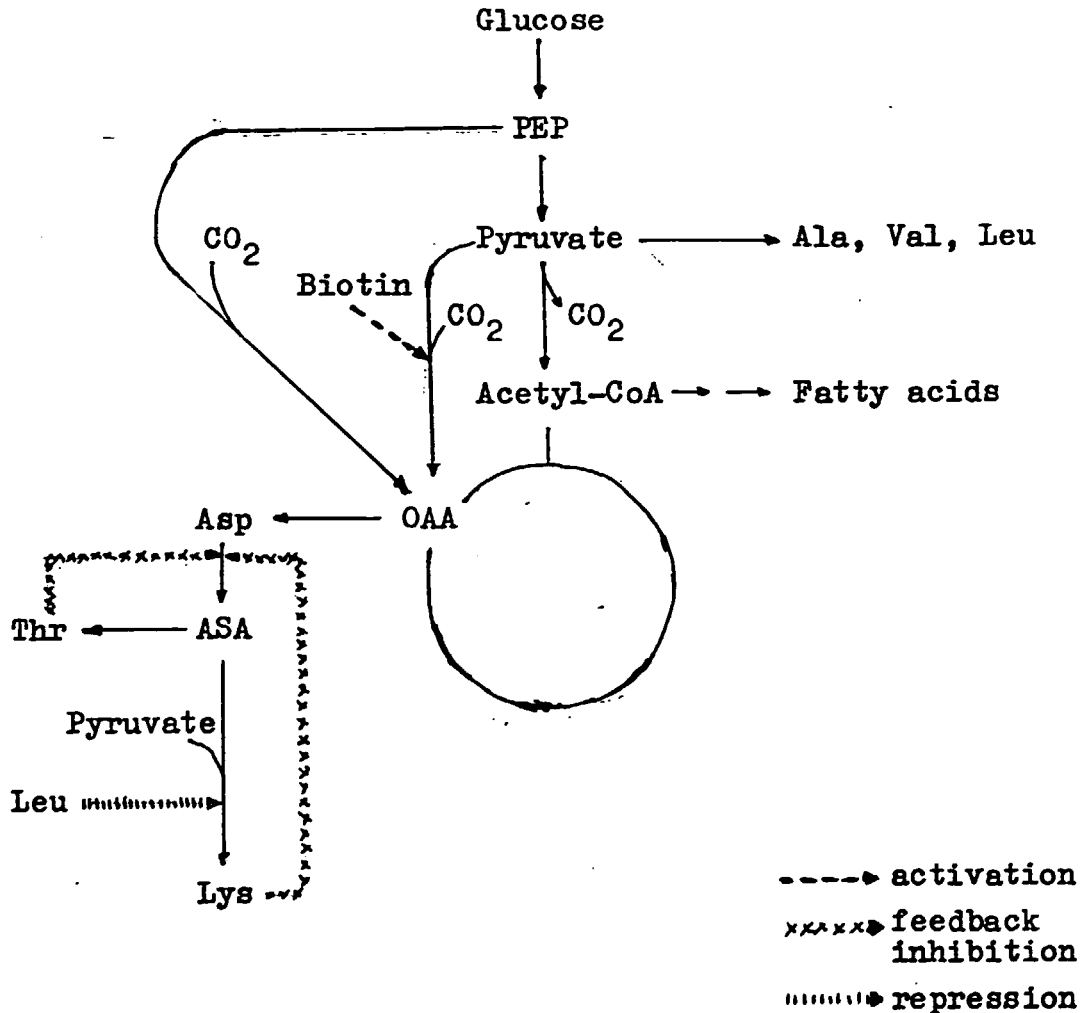 Glucose
PEP
Pyruvate
Ala, Val, Leu
CO2
Biotin
CO2
CO2
Acetyl-CoA
Fatty acids
Asp
OAA
Thr
ASA
Pyruvate
Leu
Lys
activation
feedback
inhibition
repression